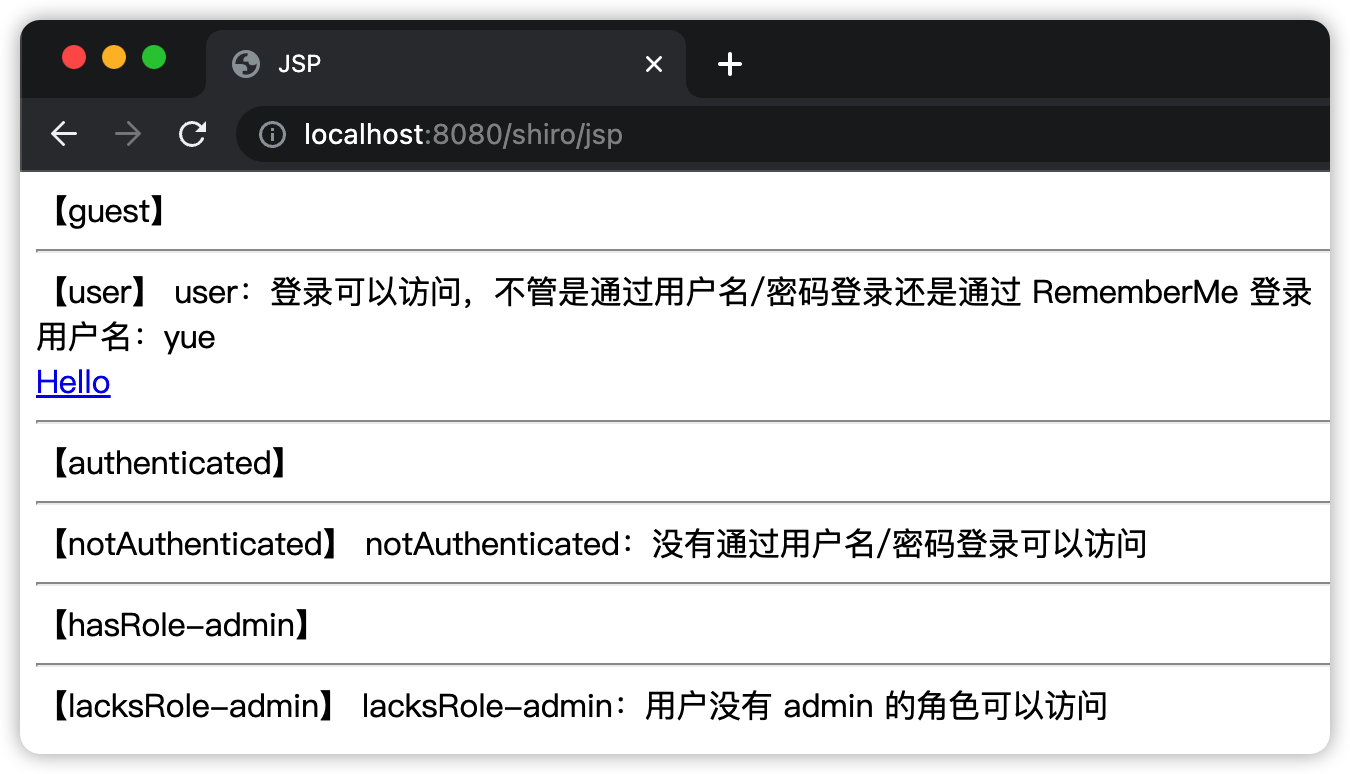 JSP
localhost:8080/shiro/jsp
【guest】
【user】 user：登录可以访问，不管是通过用户名/密码登录还是通过 RememberMe 登录
用户名：yue
Hello
【authenticated】
【notAuthenticated】 notAuthenticated：没有通过用户名/密码登录可以访问
【hasRole-admin】
【lacksRole-admin】 lacksRole-admin：用户没有 admin 的角色可以访问